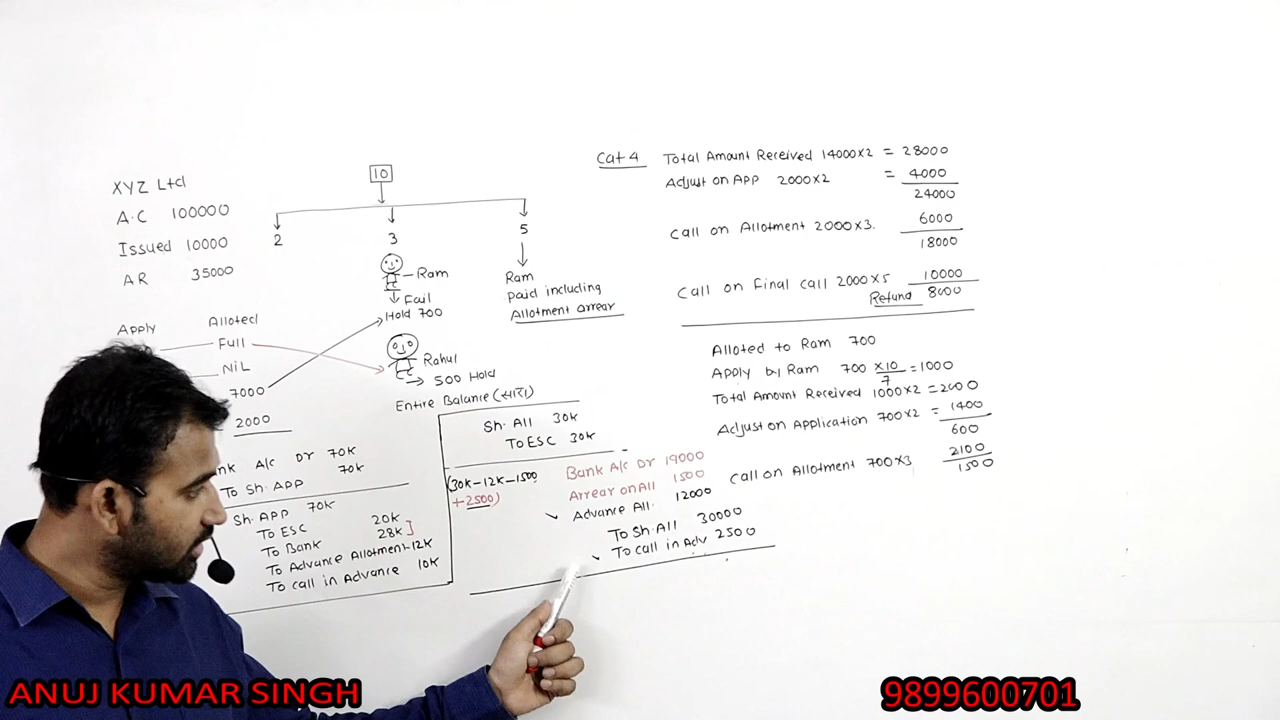 XYZ Ltd
A.C 100000
Issued 10000
AR 35000
Apply Alloted
Full
NiL
7000
2000
10
2 3 5
Ram
Fail
Hold 700
Rahul
500 Hold
Entire Balance (सारा)
Ram
Paid including
Allotment arrear
nk A/c Dr 70K
To Sh. APP 70K
Sh. APP 70K
To ESC 20K
To Bank 28K]
To Advance Allotment 12K
To call in Advance 10K
Sh. All 30K
To ESC 30K
(30K-12K-1500
+2500)
Bank A/c Dr 19000
Arrear on All 1500
Advance All. 12000
To Sh. All 30000
To call in Adv 2500
Cat 4
Total Amount Received 14000x2 = 28000
Adjust on App 2000x2 = 4000
24000
Call on Allotment 2000x3. 6000
18000
Call on Final call 2000x5 10000
Refund 8000
Alloted to Ram 700
Apply by Ram 700 x10/7 = 1000
Total Amount Received 1000x2 = 2000
Adjust on Application 700x2 = 1400
600
call on Allotment 700x3 2100
1500
ANUJ KUMAR SINGH
9899600701